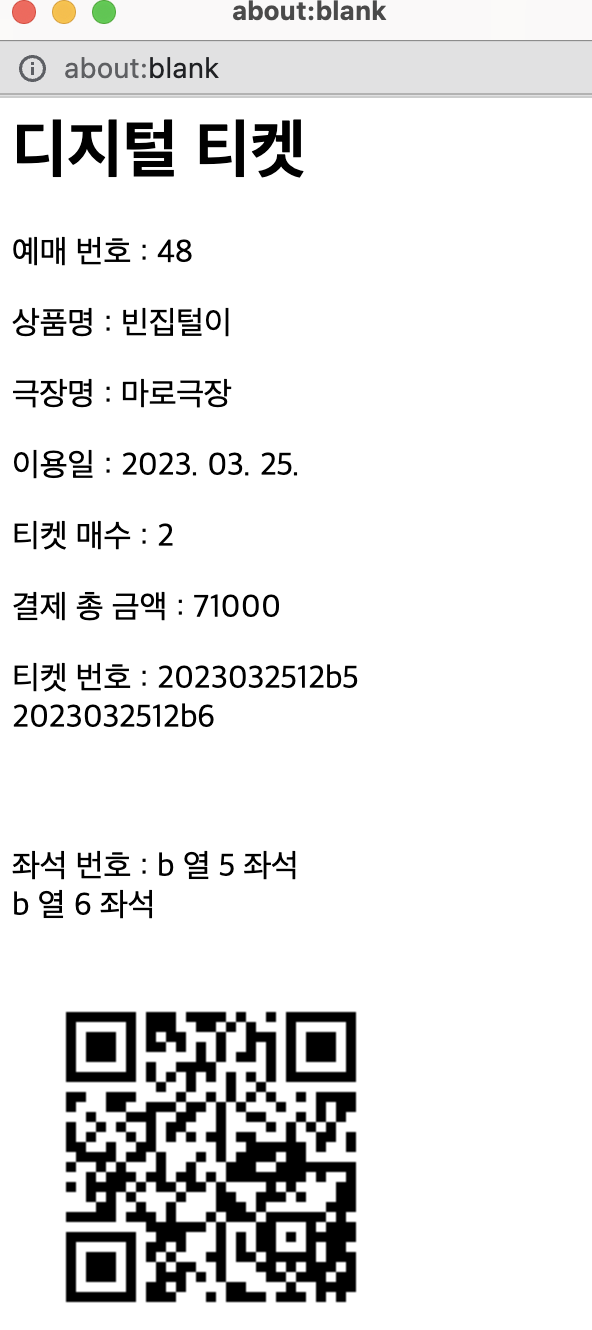 about:blank
about:blank
디지털 티켓
예매 번호 : 48
상품명 : 빈집털이
극장명 : 마로극장
이용일 : 2023. 03. 25.
티켓 매수 : 2
결제 총 금액 : 71000
티켓 번호 : 2023032512b5
2023032512b6
좌석 번호 : b 열 5 좌석
b 열 6 좌석